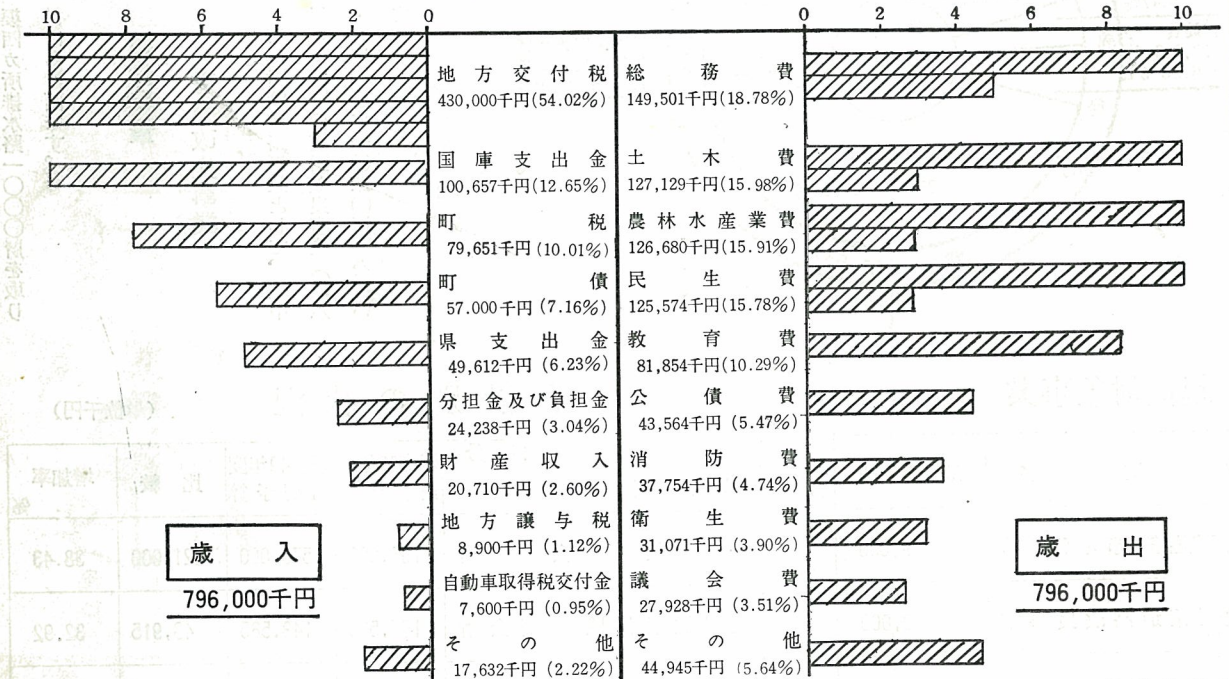 10 8 6 4 2 0
0 2 4 6 8 10
地方交付税
430,000千円(54.02%)
国庫支出金
100,657千円(12.65%)
町税
79,651千円(10.01%)
町債
57.000千円(7.16%)
県支出金
49,612千円(6.23%)
分担金及び負担金
24,238千円(3.04%)
財産収入
20,710千円(2.60%)
地方譲与税
8,900千円(1.12%)
自動車取得税交付金
7,600千円(0.95%)
その他
17,632千円(2.22%)
総務費
149,501千円(18.78%)
土木費
127,129千円(15.98%)
農林水産業費
126,680千円(15.91%)
民生費
125,574千円(15.78%)
教育費
81,854千円(10.29%)
公債費
43,564千円(5.47%)
消防費
37,754千円(4.74%)
衛生費
31,071千円(3.90%)
議会費
27,928千円(3.51%)
その他
44,945千円(5.64%)
歳入
796,000千円
歳出
796,000千円